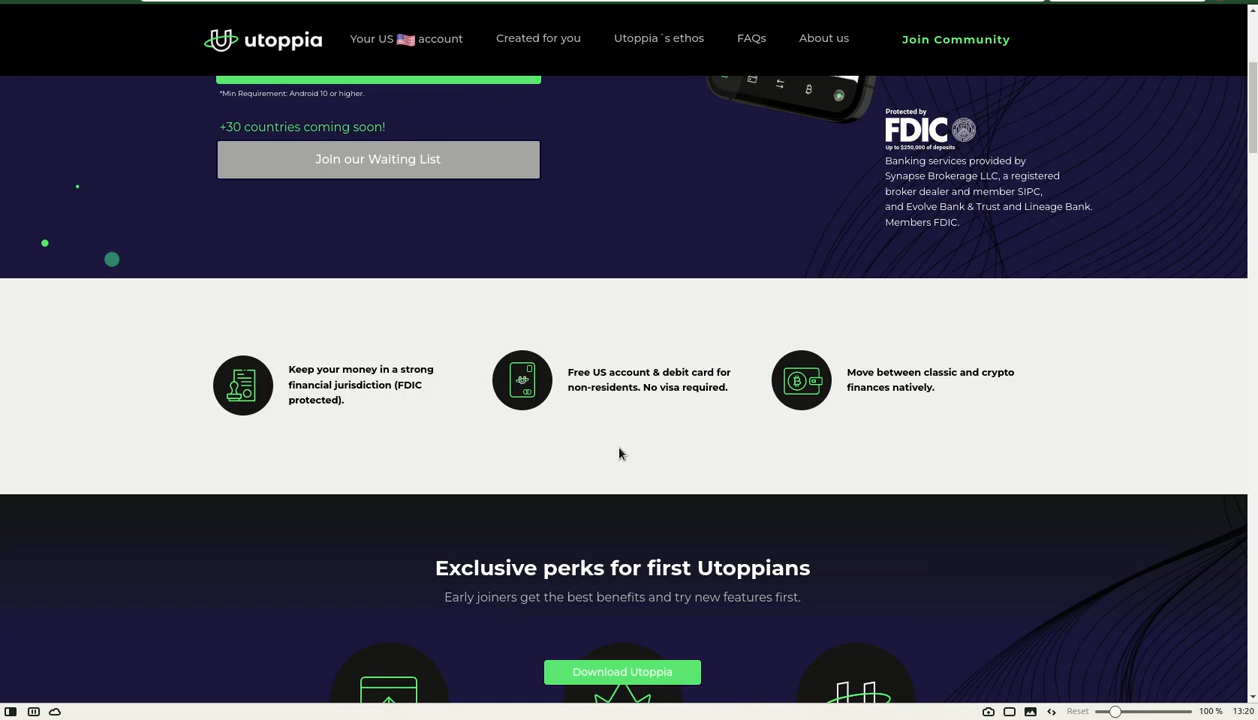 utoppia
Your US 🇺🇸 account
Created for you
Utoppia´s ethos
FAQs
About us
Join Community
*Min Requirement: Android 10 or higher.
+30 countries coming soon!
Join our Waiting List
Protected by
FDIC
Up to $250,000 of deposits
Banking services provided by
Synapse Brokerage LLC, a registered
broker dealer and member SIPC,
and Evolve Bank & Trust and Lineage Bank.
Members FDIC.
Keep your money in a strong
financial jurisdiction (FDIC
protected).
Free US account & debit card for
non-residents. No visa required.
Move between classic and crypto
finances natively.
Exclusive perks for first Utoppians
Early joiners get the best benefits and try new features first.
Download Utoppia
Reset
100 %
13:20